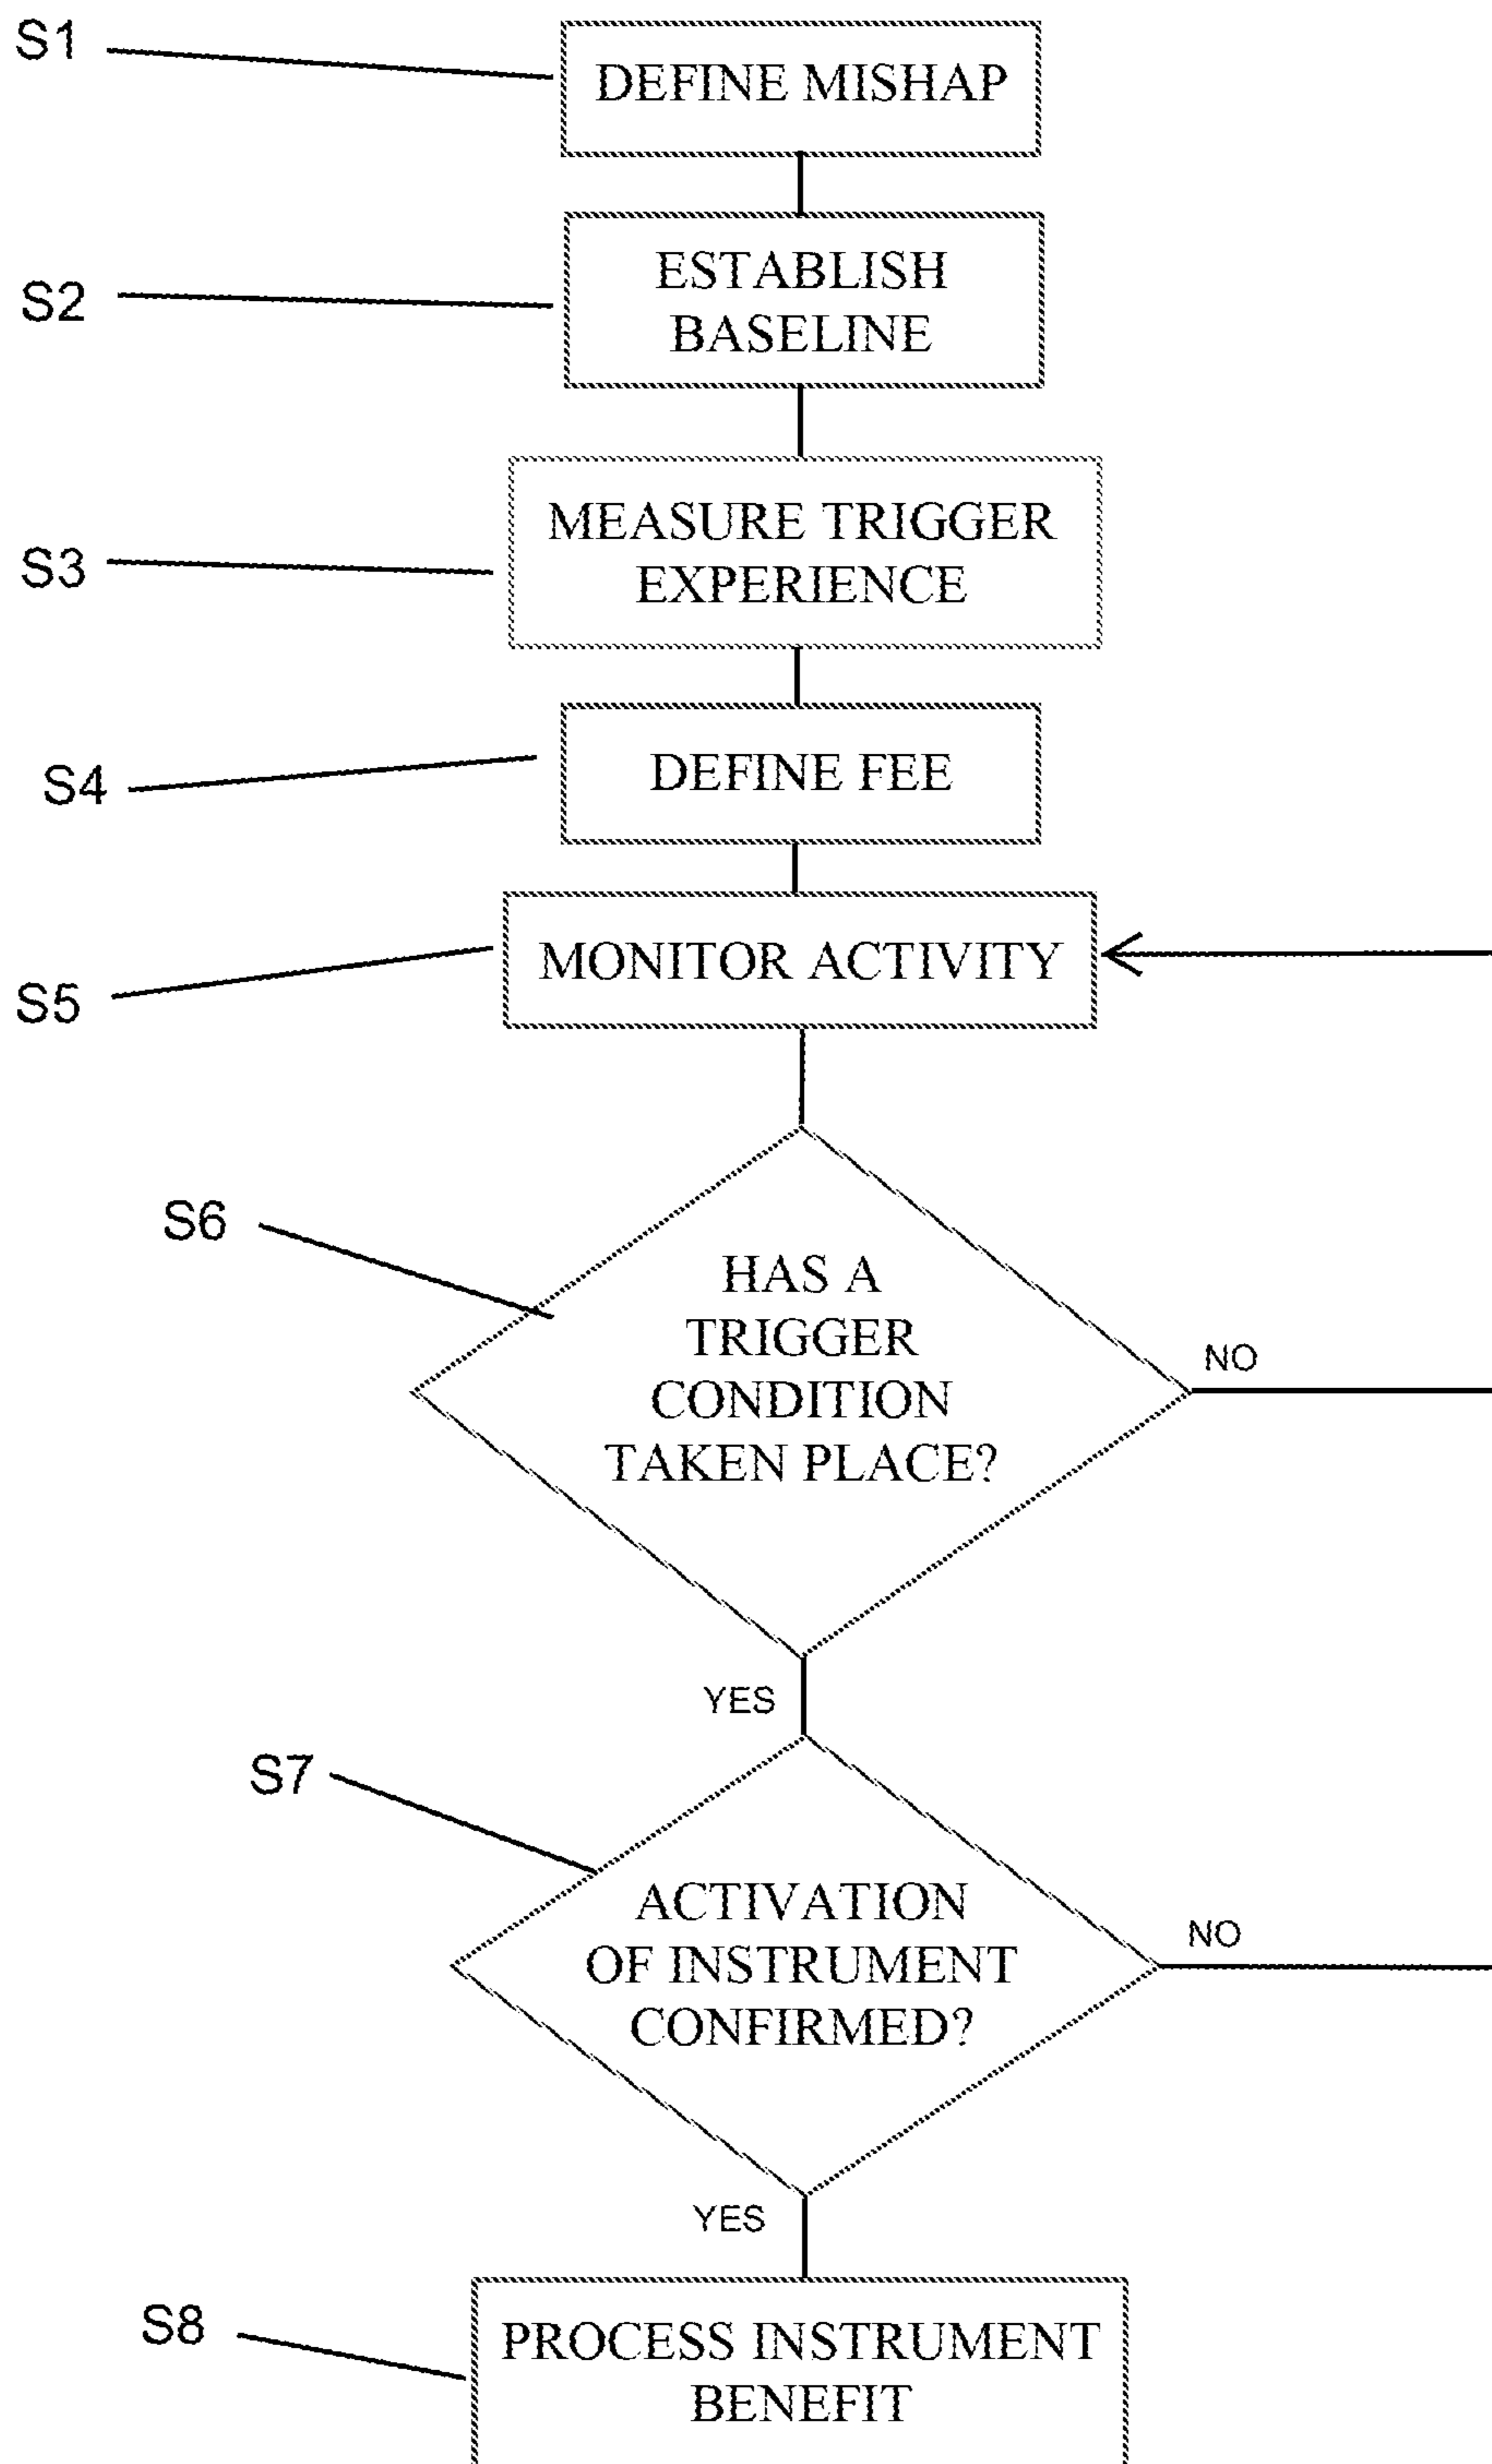 S1
DEFINE MISHAP
S2
ESTABLISH
BASELINE
S3
MEASURE TRIGGER
EXPERIENCE
S4
DEFINE FEE
S5
MONITOR ACTIVITY
S6
HAS A
TRIGGER
CONDITION
TAKEN PLACE?
NO
YES
S7
ACTIVATION
OF INSTRUMENT
CONFIRMED?
NO
YES
S8
PROCESS INSTRUMENT
BENEFIT